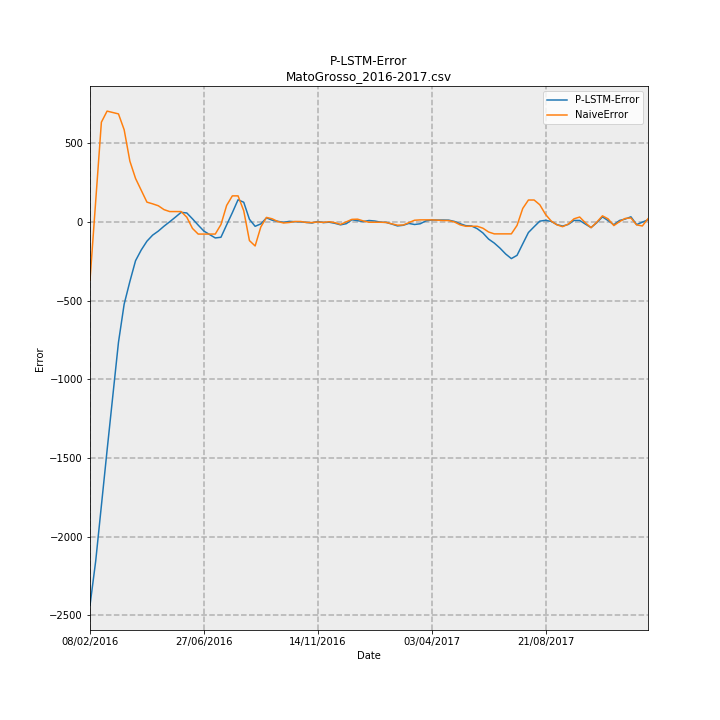 P-LSTM-Error
MatoGrosso_2016-2017.csv
P-LSTM-Error
NaiveError
500
0
−500
−1000
−1500
−2000
−2500
Error
08/02/2016
27/06/2016
14/11/2016
03/04/2017
21/08/2017
Date